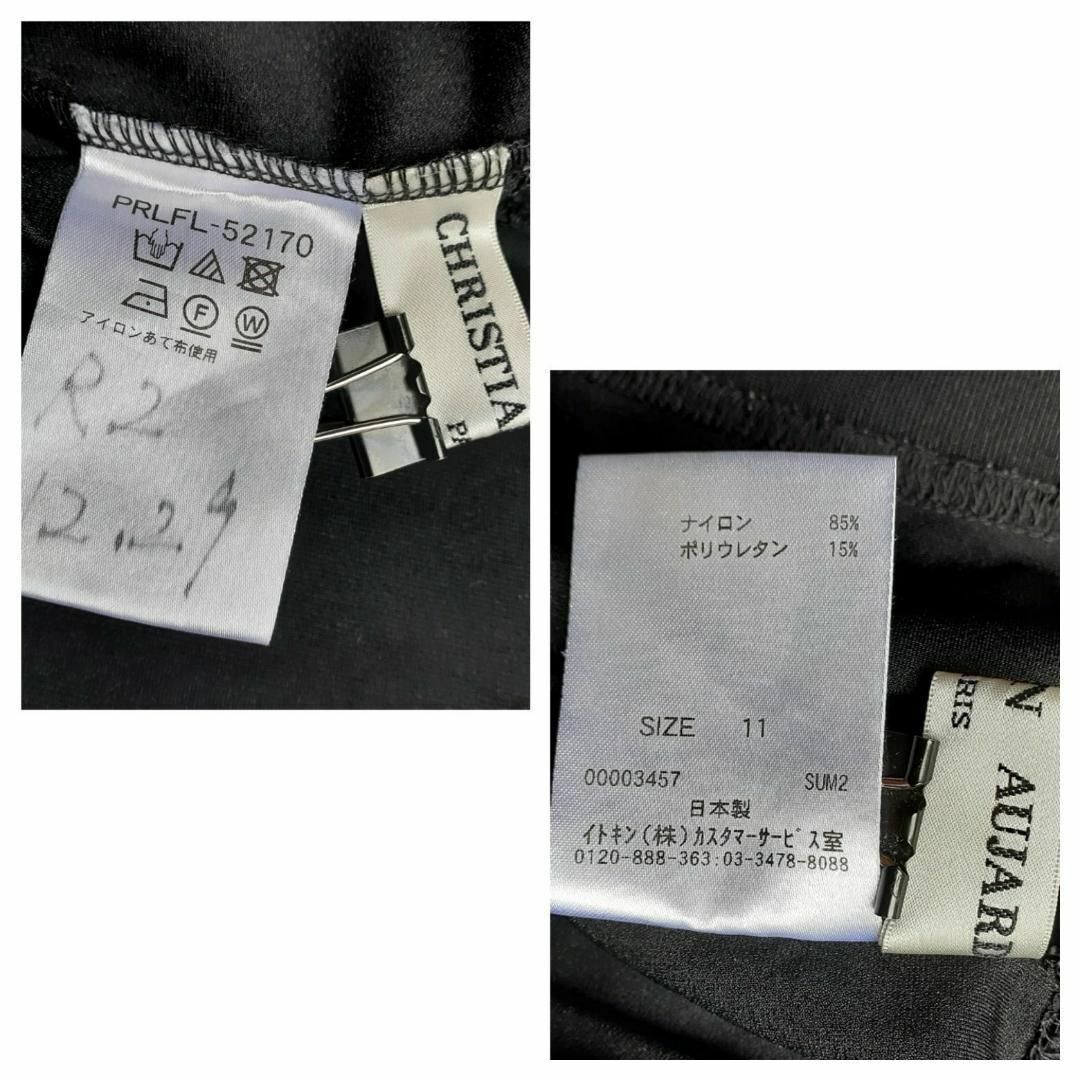 PRLFL-52170
F W
アイロンあて布使用
R2
12.29
CHRISTIA
ナイロン 85%
ポリウレタン 15%
SIZE 11
00003457 SUM2
日本製
イトキン(株)カスタマーサービス室
0120-888-363:03-3478-8088
N AUJARD
RIS